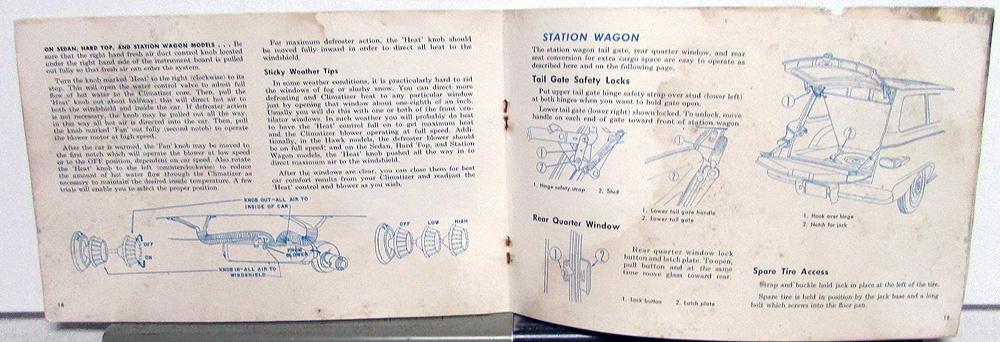 ON SEDAN, HARD TOP, AND STATION WAGON MODELS . . . Be
sure that the right hand fresh air duct control knob located
under the right hand side of the instrument board is pulled
out fully so that fresh air can enter the system.
Turn the knob marked 'Heat' to the right (clockwise) to its
stop. This will open the water control valve to admit full
flow of hot water to the Climatizer core. Then, pull the
'Heat' knob out about halfway; this will direct hot air to
both the windshield and inside the car. If defroster action
is not necessary, the knob may be pulled out all the way,
in this way all hot air is directed into the car. Then, pull
the knob marked 'Fan' out fully (second notch) to operate
the blower motor at high speed.
After the car is warmed, the 'Fan' knob may be moved to
the first notch which will operate the blower at low speed
or to the OFF position, dependent on car speed. Also rotate
the 'Heat' knob to the left (counterclockwise) to reduce
the amount of hot water flow through the Climatizer as
necessary to maintain the desired inside temperature. A few
trials will enable you to select the proper position.
For maximum defroster action, the 'Heat' knob should
be moved fully inward in order to direct all heat to the
windshield.
Sticky Weather Tips
In some weather conditions, it is practically hard to rid
the windows of fog or slushy snow. You can direct more
defrosting and Climatizer heat to any particular window
just by opening that window about one-eighth of an inch.
Usually you will do this with one or both of the front ven-
tilator windows. In such weather you will probably do best
to have the 'Heat' control full on to get maximum heat
and the Climatizer blower operating at full speed. Addi-
tionally, in the Hawk models, the defroster blower should
be on full speed; and on the Sedan, Hard Top, and Station
Wagon models, the 'Heat' knob pushed all the way in to
direct maximum air to the windshield.
After the windows are clear, you can close them for best
car comfort results from your Climatizer and readjust the
'Heat' control and blower as you wish.
KNOB OUT-ALL AIR TO
INSIDE OF CAR
OFF
ON
FROM
BLOWER
KNOB IN-ALL AIR TO
WINDSHIELD
OFF LOW HIGH
18
STATION WAGON
The station wagon tail gate, rear quarter window, and rear
seat conversion for extra cargo space are easy to operate as
described here and on the following page.
Tail Gate Safety Locks
Put upper tail gate hinge safety strap over stud (lower left)
at both hinges when you want to hold gate open.
Lower tail gate (lower right) shown locked. To unlock, move
handle on each end of gate toward front of station wagon.
1
2
1. Hinge safety strap 2. Stud
1
2
1. Lower tail gate handle
2. Lower tail gate
1
2
1. Hook over hinge
2. Notch for jack
Rear Quarter Window
1
2
Rear quarter window lock
button and latch plate. To open,
pull button and at the same
time move glass toward rear.
1. Lock button 2. Latch plate
Spare Tire Access
Strap and buckle hold jack in place at the left of the tire.
Spare tire is held in position by the jack base and a long
bolt which screws into the floor pan.
19